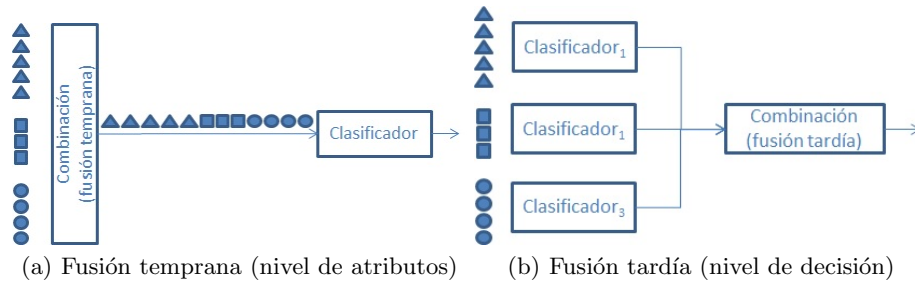 Combinación
(fusión temprana)
Clasificador
(a) Fusión temprana (nivel de atributos)
Clasificador₁
Clasificador₁
Clasificador₃
Combinación
(fusión tardía)
(b) Fusión tardía (nivel de decisión)